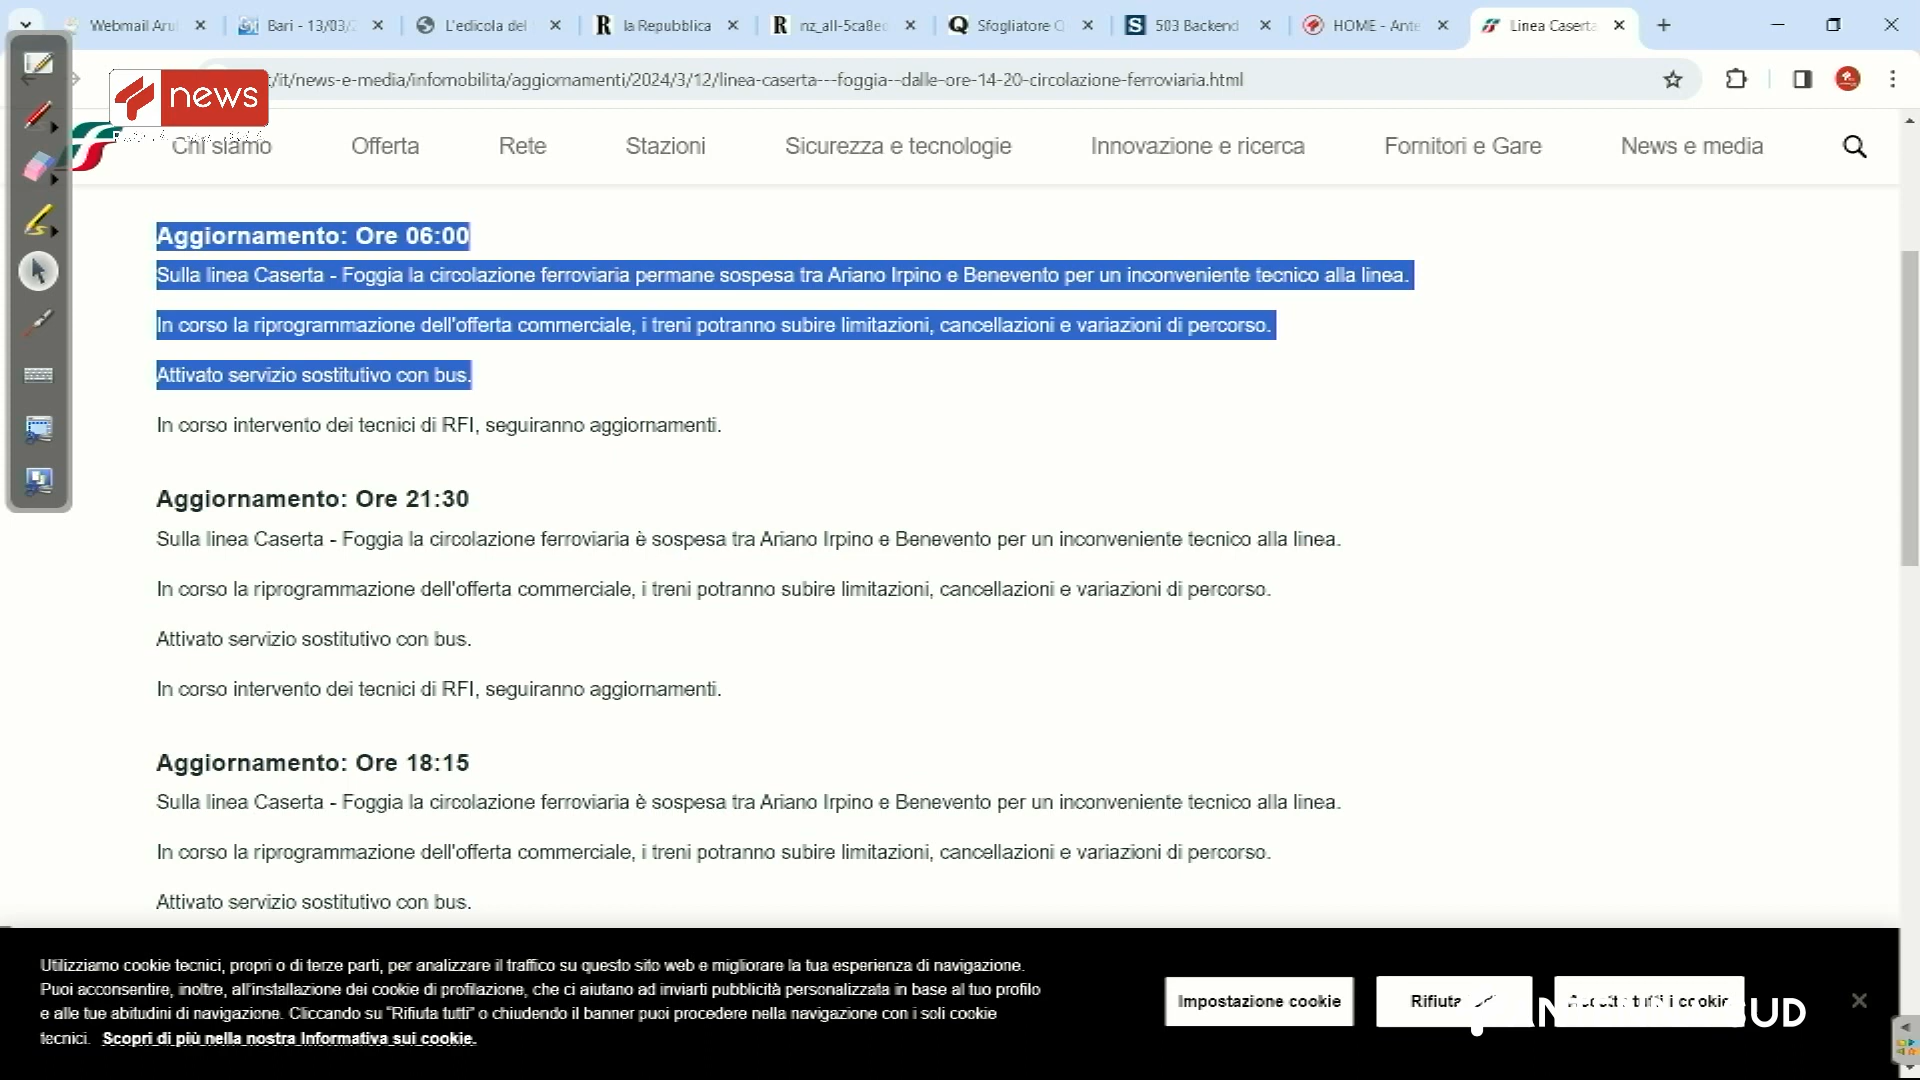 Webmail Aru
Bari - 13/03/2
L'edicola del
la Repubblica
nz_all-5ca8ec
Sfogliatore Q
503 Backend
HOME - Ante
Linea Caserta
t/it/news-e-media/infomobilita/aggiornamenti/2024/3/12/linea-caserta---foggia--dalle-ore-14-20-circolazione-ferroviaria.html
news
Chi siamo
Offerta
Rete
Stazioni
Sicurezza e tecnologie
Innovazione e ricerca
Fornitori e Gare
News e media
Aggiornamento: Ore 06:00
Sulla linea Caserta - Foggia la circolazione ferroviaria permane sospesa tra Ariano Irpino e Benevento per un inconveniente tecnico alla linea.
In corso la riprogrammazione dell'offerta commerciale, i treni potranno subire limitazioni, cancellazioni e variazioni di percorso.
Attivato servizio sostitutivo con bus.
In corso intervento dei tecnici di RFI, seguiranno aggiornamenti.
Aggiornamento: Ore 21:30
Sulla linea Caserta - Foggia la circolazione ferroviaria è sospesa tra Ariano Irpino e Benevento per un inconveniente tecnico alla linea.
In corso la riprogrammazione dell'offerta commerciale, i treni potranno subire limitazioni, cancellazioni e variazioni di percorso.
Attivato servizio sostitutivo con bus.
In corso intervento dei tecnici di RFI, seguiranno aggiornamenti.
Aggiornamento: Ore 18:15
Sulla linea Caserta - Foggia la circolazione ferroviaria è sospesa tra Ariano Irpino e Benevento per un inconveniente tecnico alla linea.
In corso la riprogrammazione dell'offerta commerciale, i treni potranno subire limitazioni, cancellazioni e variazioni di percorso.
Attivato servizio sostitutivo con bus.
Utilizziamo cookie tecnici, propri o di terze parti, per analizzare il traffico su questo sito web e migliorare la tua esperienza di navigazione.
Puoi acconsentire, inoltre, all'installazione dei cookie di profilazione, che ci aiutano ad inviarti pubblicità personalizzata in base al tuo profilo
e alle tue abitudini di navigazione. Cliccando su "Rifiuta tutti" o chiudendo il banner puoi procedere nella navigazione con i soli cookie
tecnici. Scopri di più nella nostra Informativa sui cookie.
Impostazione cookie
Rifiuta
Accetta tutti i cookie
SUD